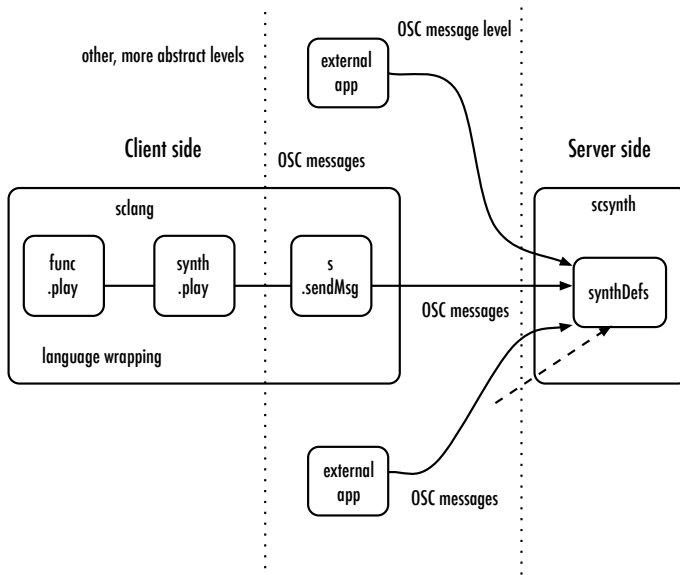 OSC message level
other, more abstract levels
external
app
Client side
OSC messages
Server side
sclang
scsynth
func
.play
synth
.play
s
.sendMsg
synthDefs
OSC messages
language wrapping
external
app
OSC messages